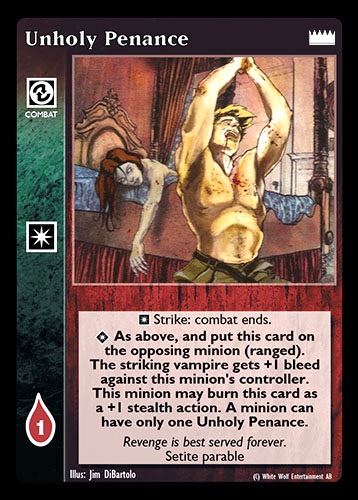 Unholy Penance
COMBAT
Strike: combat ends.
As above, and put this card on
the opposing minion (ranged).
The striking vampire gets +1 bleed
against this minion's controller.
This minion may burn this card as
a +1 stealth action. A minion can
have only one Unholy Penance.
Revenge is best served forever.
Setite parable
1
Illus: Jim DiBartolo
(C) White Wolf Entertainment AB